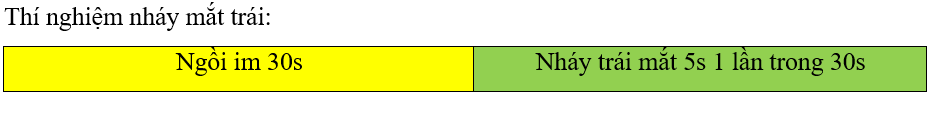 Thí nghiệm nháy mắt trái:
Ngồi im 30s
Nháy trái mắt 5s 1 lần trong 30s